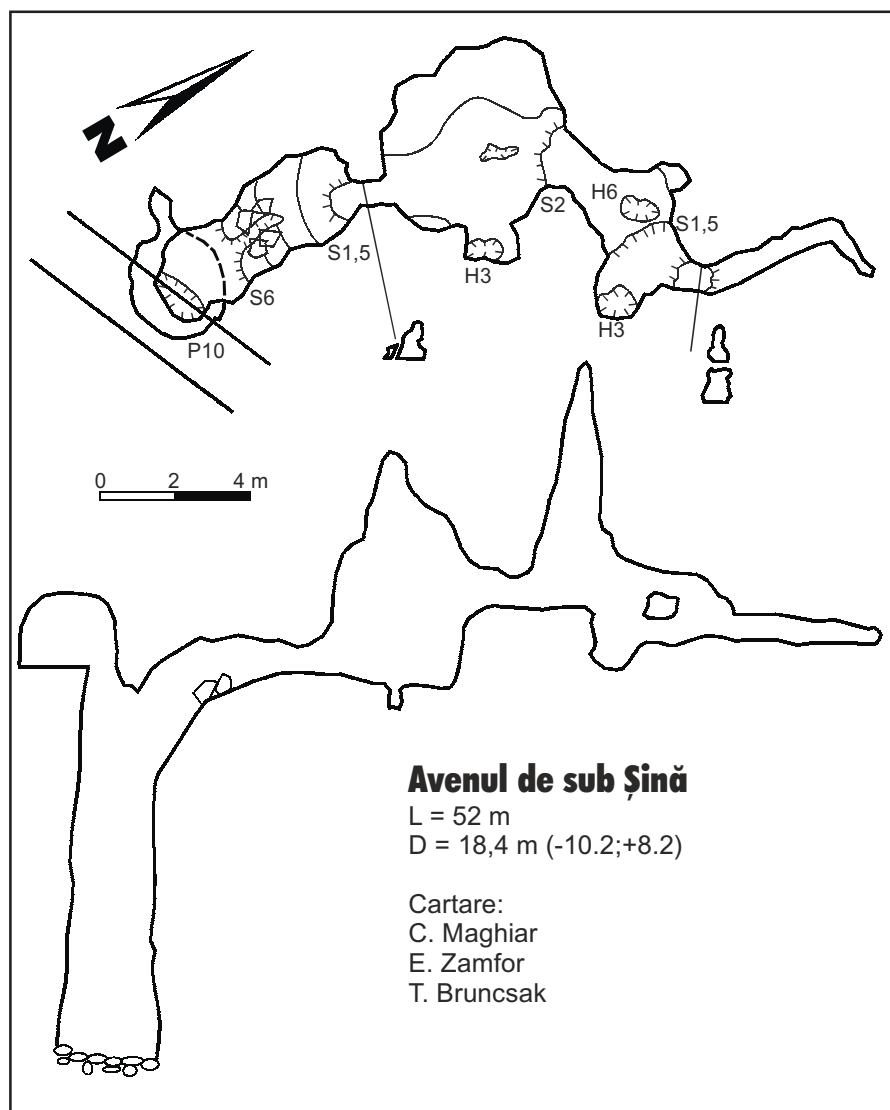 N
H6
S2
S1,5
S1,5
H3
S6
H3
P10
0 2 4 m
Avenul de sub Șină
L = 52 m
D = 18,4 m (-10.2;+8.2)
Cartare:
C. Maghiar
E. Zamfor
T. Bruncsak